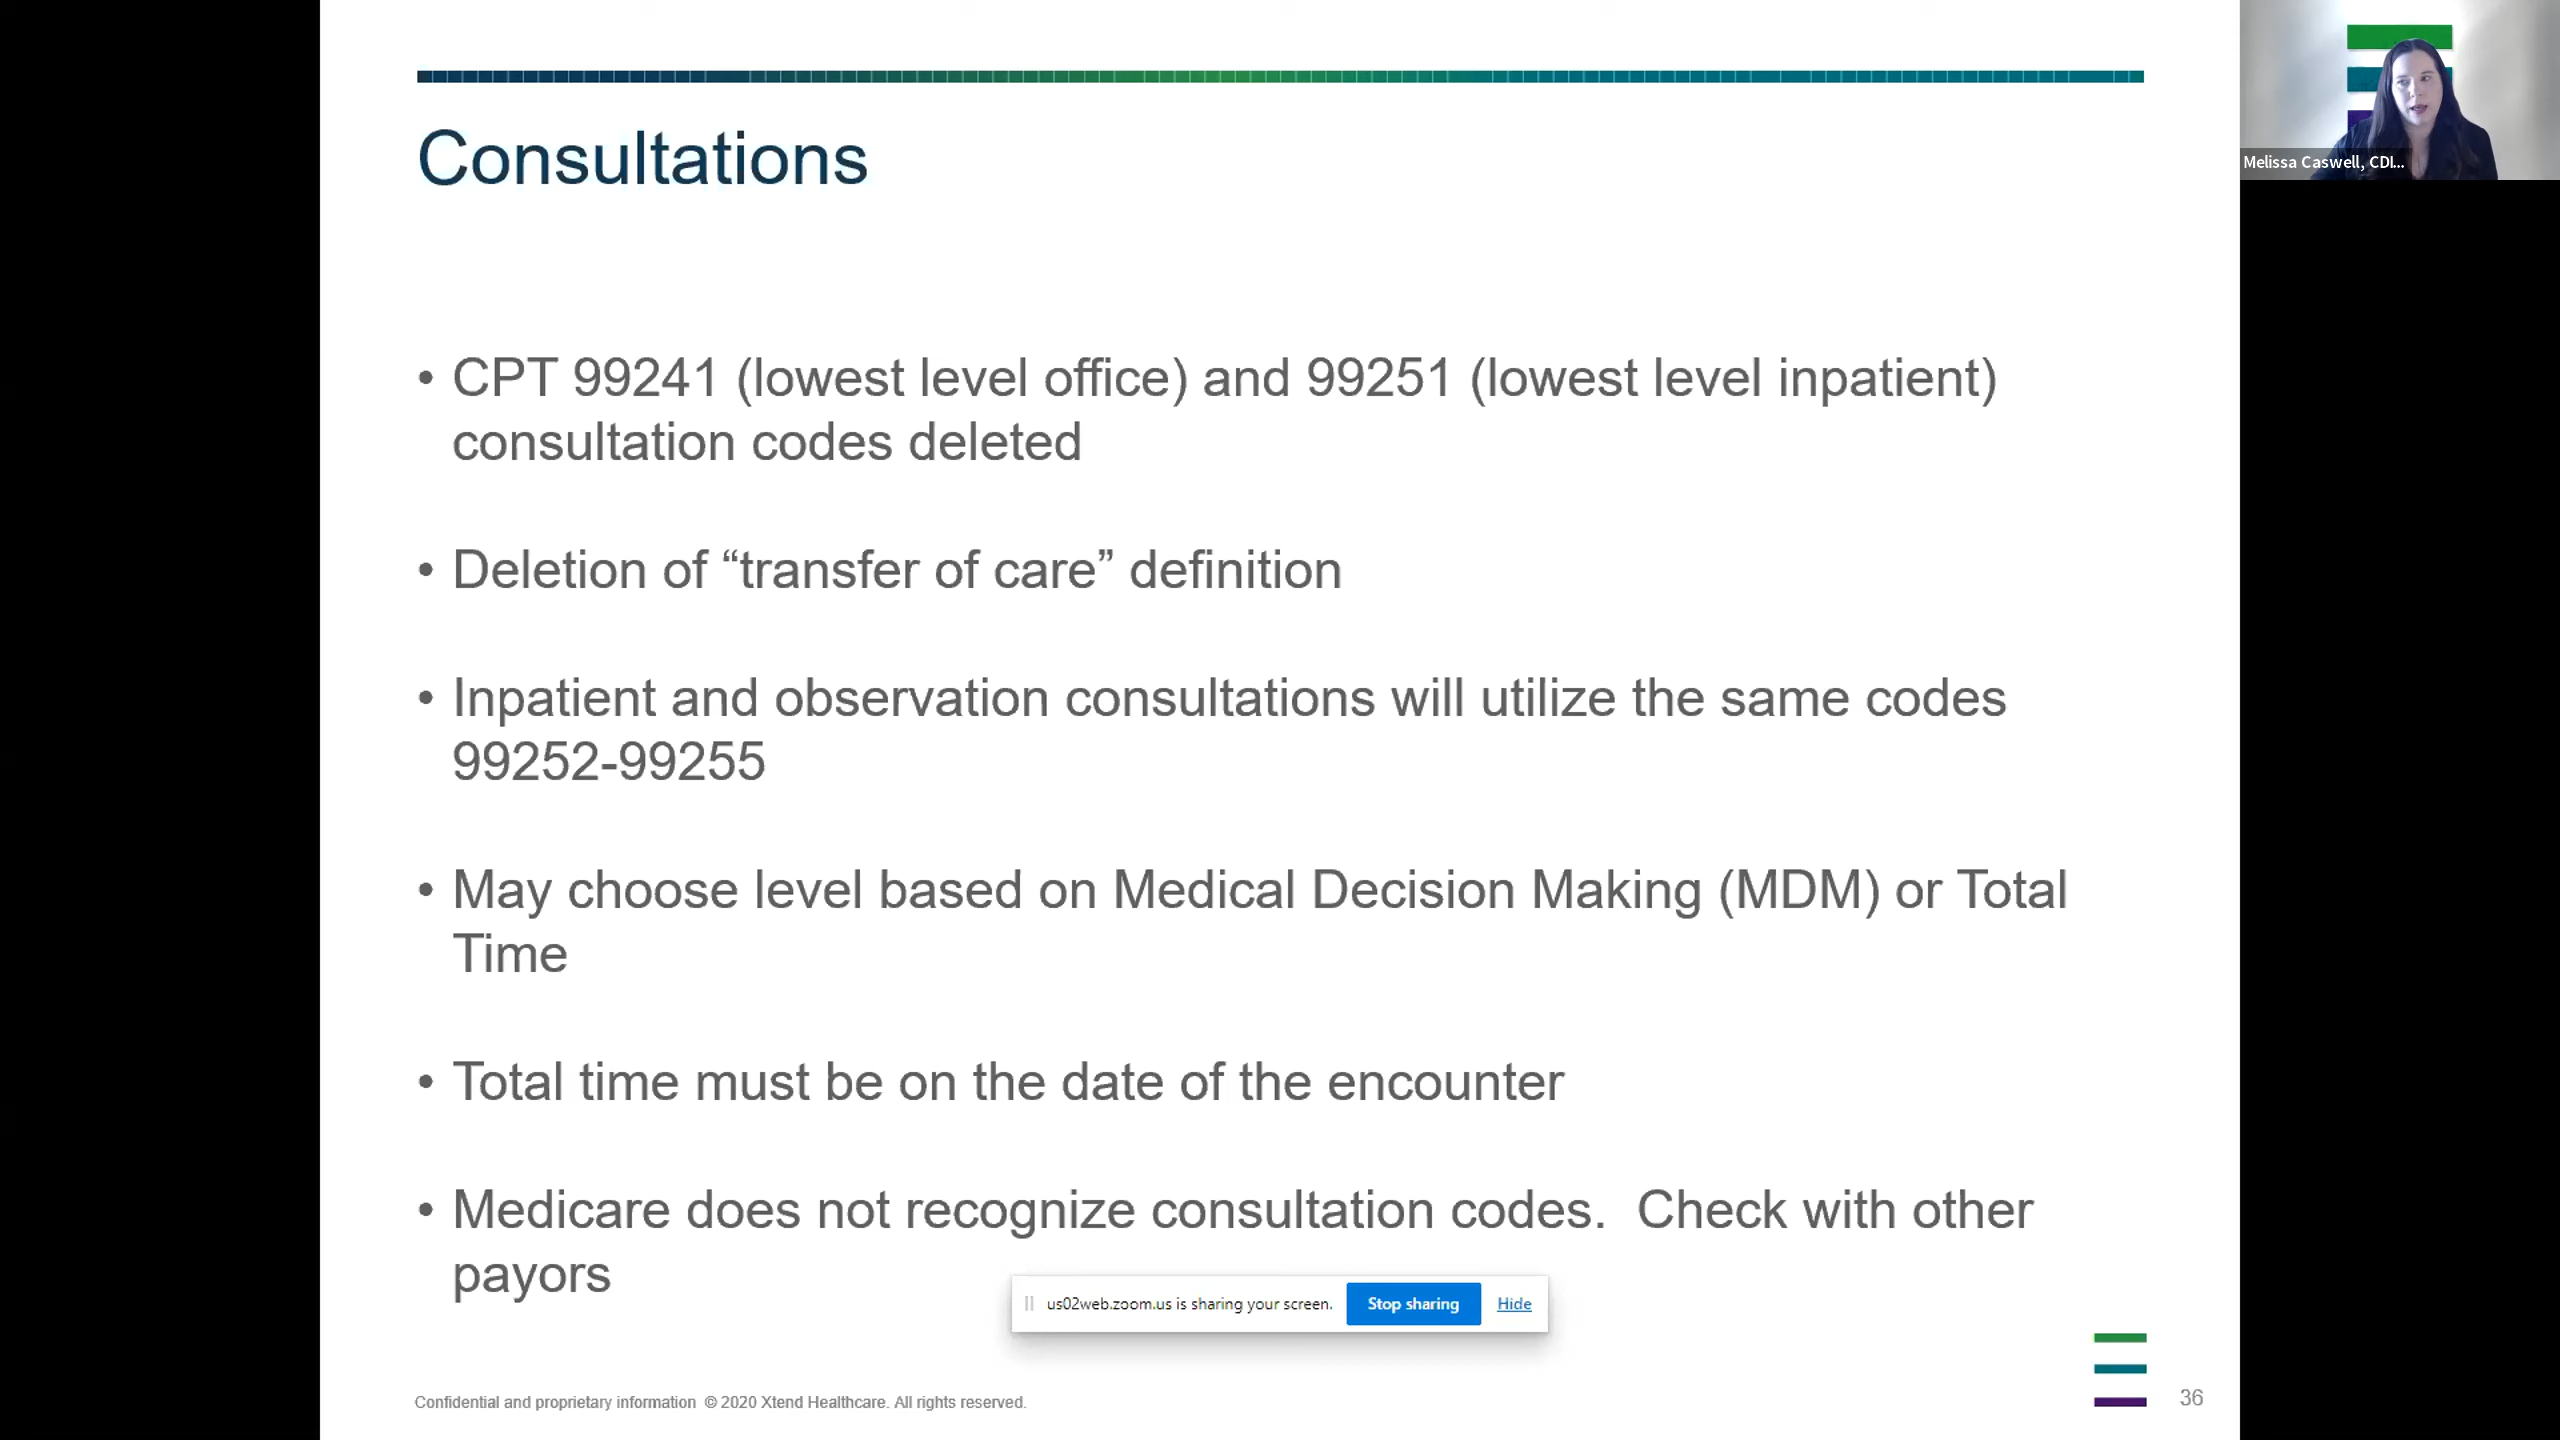 Consultations
• CPT 99241 (lowest level office) and 99251 (lowest level inpatient)
consultation codes deleted
• Deletion of “transfer of care” definition
• Inpatient and observation consultations will utilize the same codes
99252-99255
• May choose level based on Medical Decision Making (MDM) or Total
Time
• Total time must be on the date of the encounter
• Medicare does not recognize consultation codes.  Check with other
payors
us02web.zoom.us is sharing your screen. Stop sharing Hide
Confidential and proprietary information © 2020 Xtend Healthcare. All rights reserved.
36
Melissa Caswell, CDI...